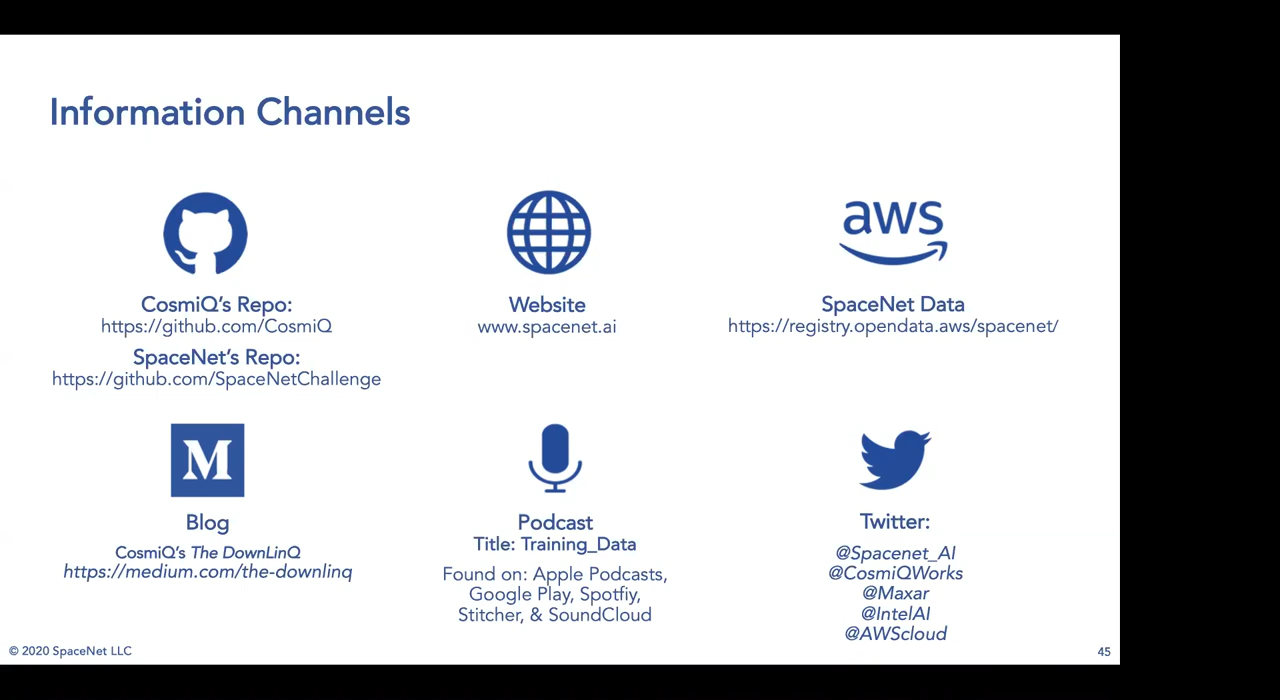 Information Channels
CosmiQ's Repo:
https://github.com/CosmiQ
SpaceNet's Repo:
https://github.com/SpaceNetChallenge
Website
www.spacenet.ai
aws
SpaceNet Data
https://registry.opendata.aws/spacenet/
M
Blog
CosmiQ's The DownLinQ
https://medium.com/the-downlinq
Podcast
Title: Training_Data
Found on: Apple Podcasts,
Google Play, Spotfiy,
Stitcher, & SoundCloud
Twitter:
@Spacenet_AI
@CosmiQWorks
@Maxar
@IntelAI
@AWScloud
© 2020 SpaceNet LLC
45